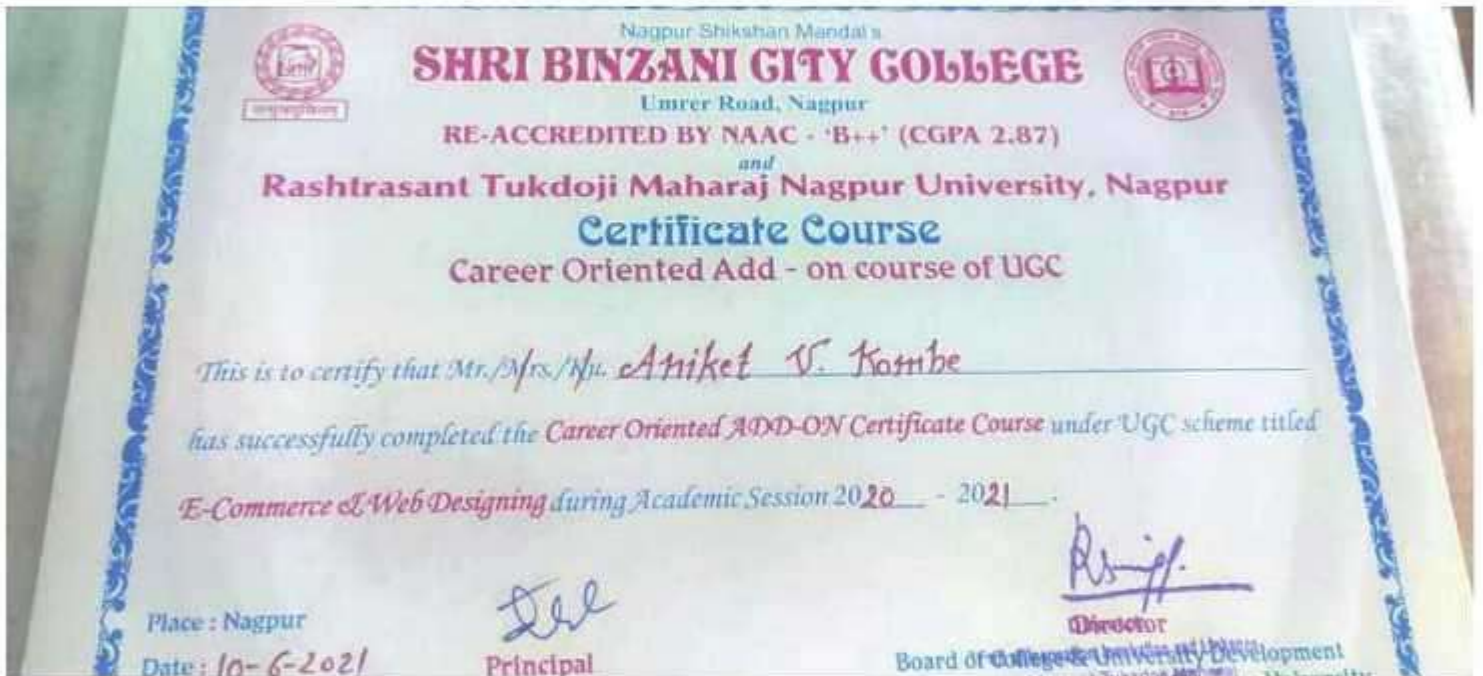 Nagpur Shikshan Mandal's
SHRI BINZANI CITY COLLEGE
Umrer Road, Nagpur
RE-ACCREDITED BY NAAC - 'B++' (CGPA 2.87)
and
Rashtrasant Tukdoji Maharaj Nagpur University, Nagpur
Certificate Course
Career Oriented Add - on course of UGC
This is to certify that Mr./Mrs./Ku. Aniket V. Kombe
has successfully completed the Career Oriented ADD-ON Certificate Course under UGC scheme titled
E-Commerce & Web Designing during Academic Session 2020 - 2021.
Place : Nagpur
Director
Date : 10-6-2021
Principal
Board of College & University Development
University